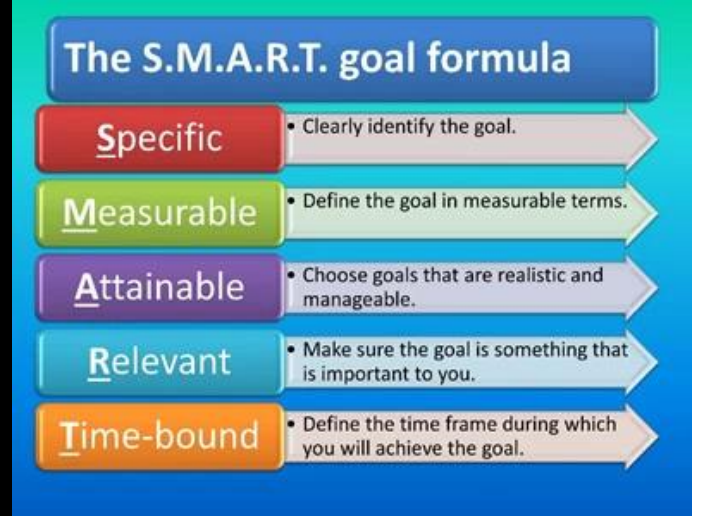 The S.M.A.R.T. goal formula
Specific
• Clearly identify the goal.
Measurable
• Define the goal in measurable terms.
Attainable
• Choose goals that are realistic and
manageable.
Relevant
• Make sure the goal is something that
is important to you.
Time-bound
• Define the time frame during which
you will achieve the goal.